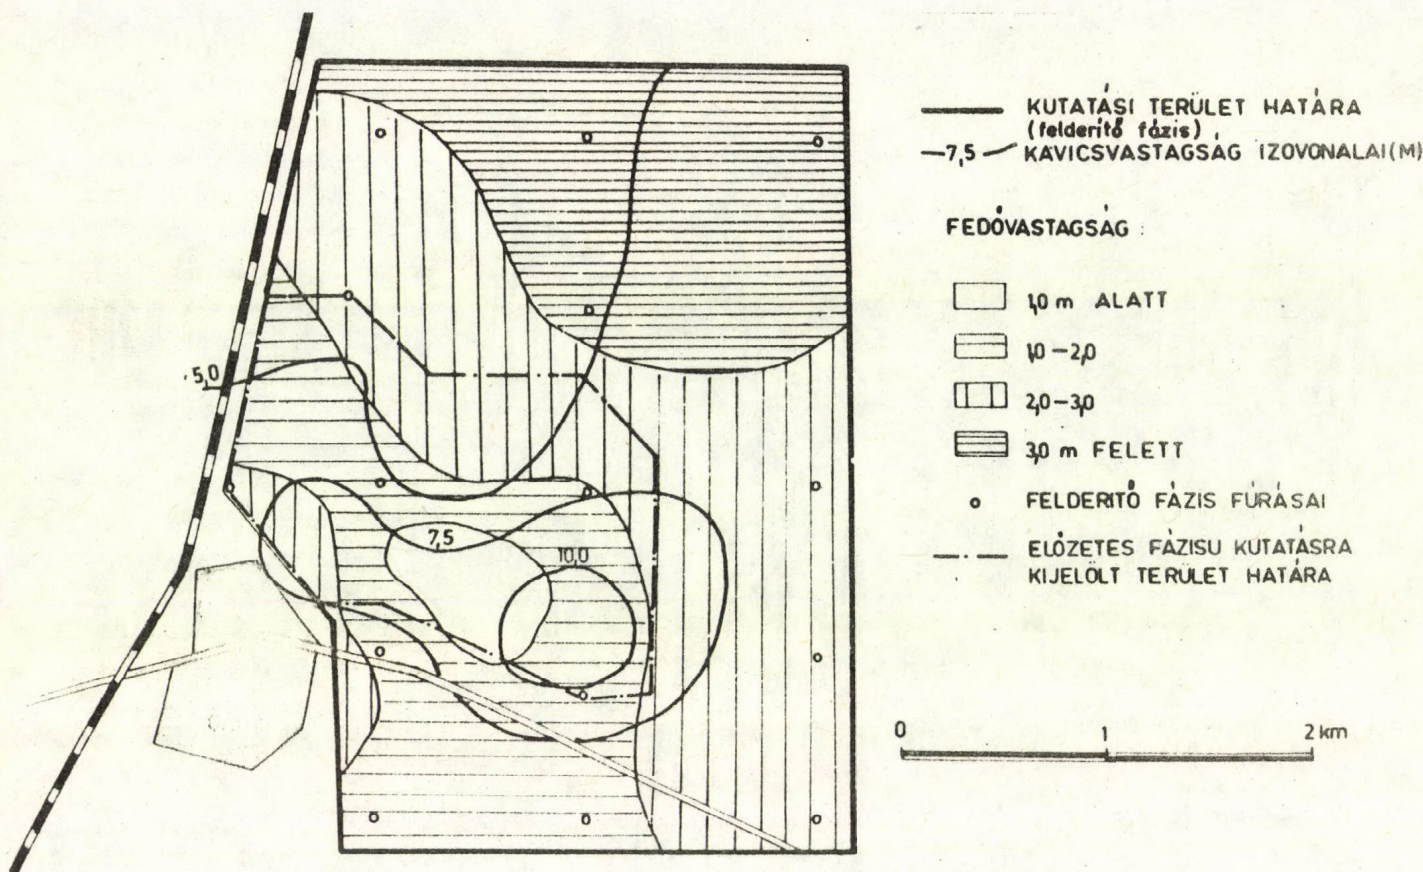 KUTATÁSI TERÜLET HATÁRA
(felderítő fázis)
—7,5— KAVICSVASTAGSÁG IZOVONALAI(M)
FEDŐVASTAGSÁG :
1,0 m ALATT
1,0 – 2,0
2,0 – 3,0
3,0 m FELETT
FELDERITŐ FÁZIS FÚRÁSAI
ELŐZETES FÁZISU KUTATÁSRA
KIJELÖLT TERÜLET HATÁRA
5,0
7,5
10,0
0 1 2 km